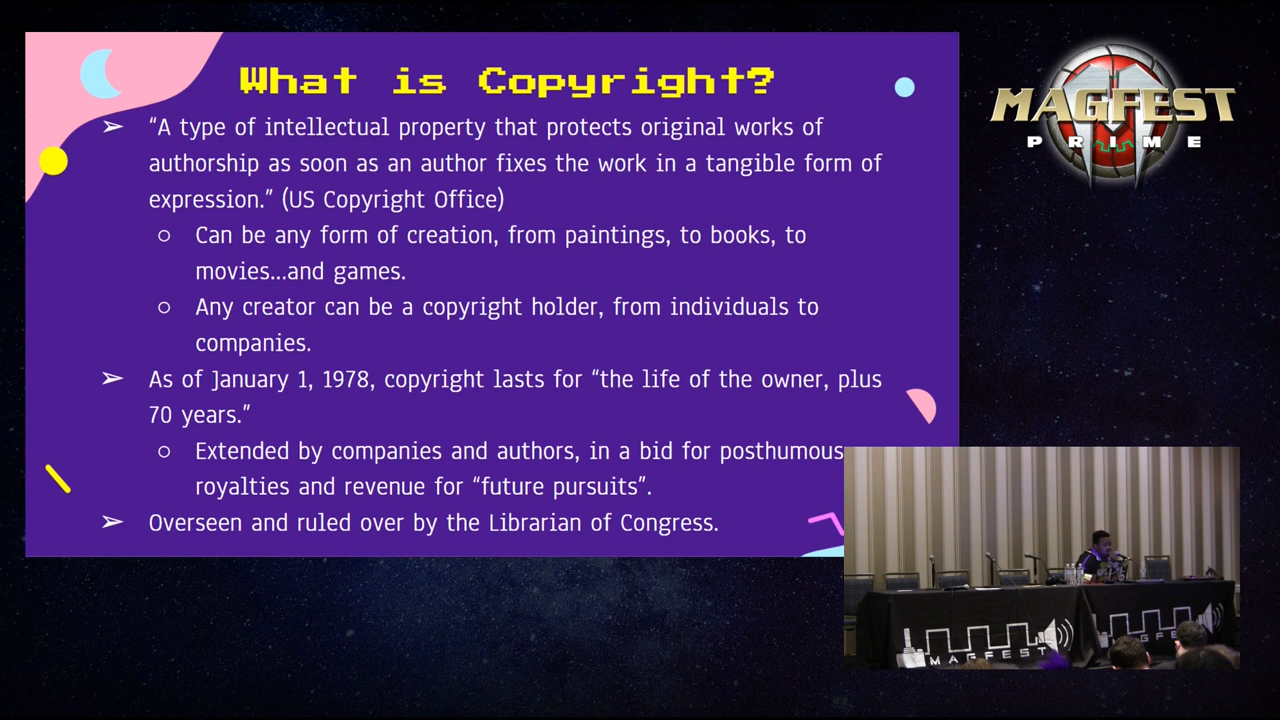 What is Copyright?
➢ “A type of intellectual property that protects original works of
authorship as soon as an author fixes the work in a tangible form of
expression.” (US Copyright Office)
○ Can be any form of creation, from paintings, to books, to
movies...and games.
○ Any creator can be a copyright holder, from individuals to
companies.
➢ As of January 1, 1978, copyright lasts for “the life of the owner, plus
70 years.”
○ Extended by companies and authors, in a bid for posthumous
royalties and revenue for “future pursuits”.
➢ Overseen and ruled over by the Librarian of Congress.
MAGFEST
PRIME
MAGFEST
MAGFE